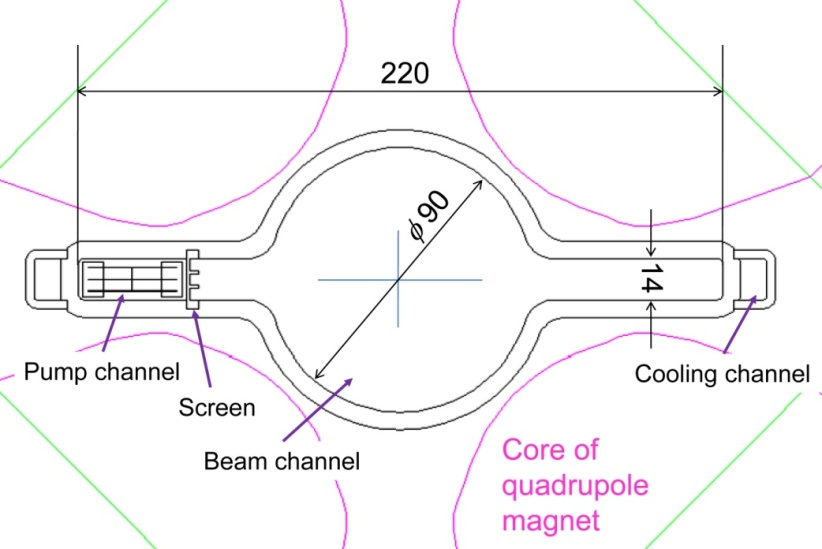 220
ϕ90
14
Pump channel
Screen
Beam channel
Cooling channel
Core of
quadrupole
magnet